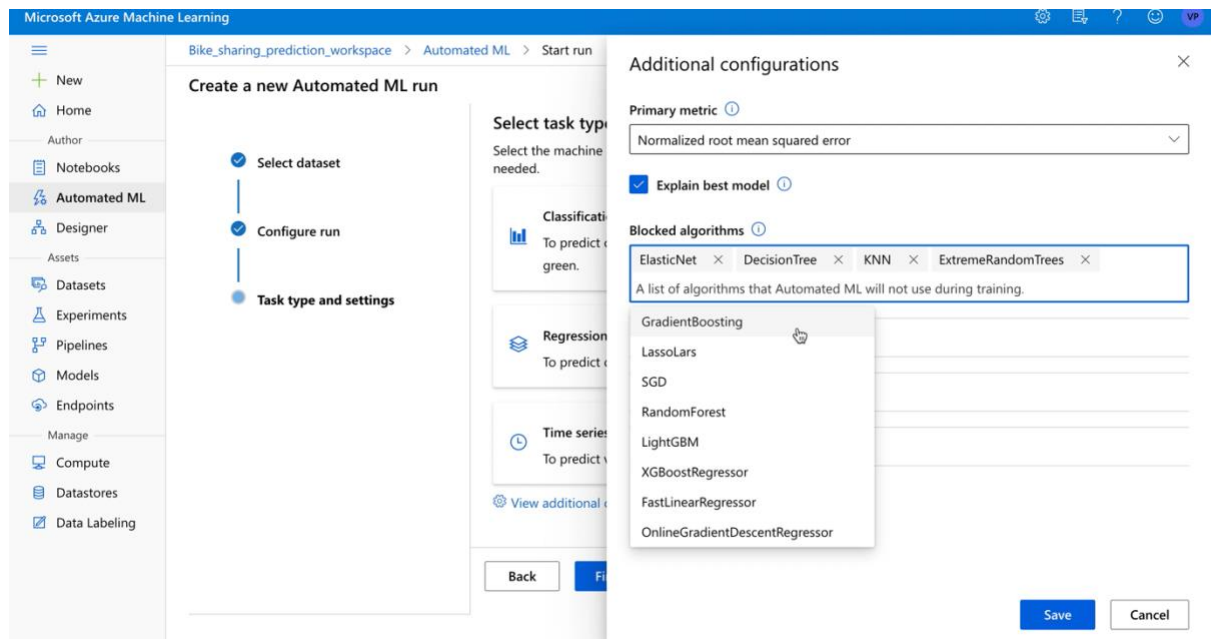 Microsoft Azure Machine Learning
VP
New
Home
Author
Notebooks
Automated ML
Designer
Assets
Datasets
Experiments
Pipelines
Models
Endpoints
Manage
Compute
Datastores
Data Labeling
Bike_sharing_prediction_workspace > Automated ML > Start run
Create a new Automated ML run
Select dataset
Configure run
Task type and settings
Select task typ
Select the machine
needed.
Classificati
To predict
green.
Regression
To predict
Time series
To predict
View additional
Back
Fi
Additional configurations
Primary metric
Normalized root mean squared error
Explain best model
Blocked algorithms
ElasticNet × DecisionTree × KNN × ExtremeRandomTrees ×
A list of algorithms that Automated ML will not use during training.
GradientBoosting
LassoLars
SGD
RandomForest
LightGBM
XGBoostRegressor
FastLinearRegressor
OnlineGradientDescentRegressor
Save
Cancel